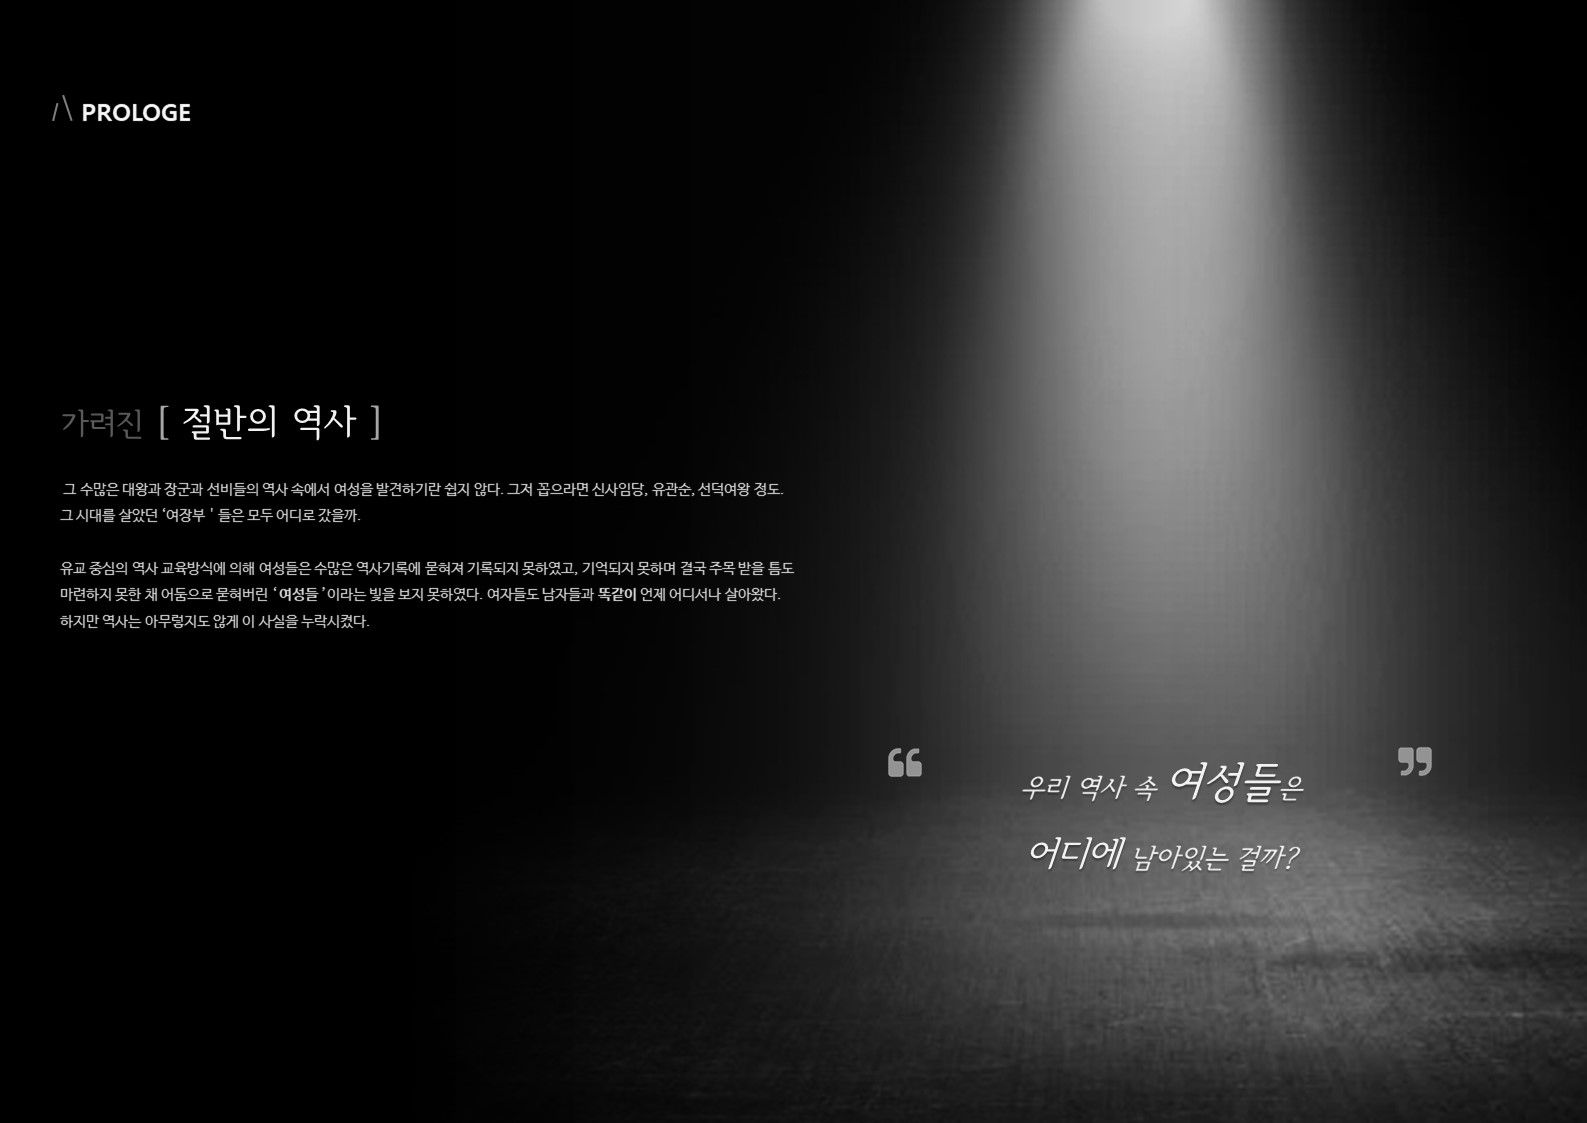 PROLOGE
가려진 [ 절반의 역사 ]
그 수많은 대왕과 장군과 선비들의 역사 속에서 여성을 발견하기란 쉽지 않다. 그저 꼽으라면 신사임당, 유관순, 선덕여왕 정도.
그 시대를 살았던 ‘여장부 ' 들은 모두 어디로 갔을까.
유교 중심의 역사 교육방식에 의해 여성들은 수많은 역사기록에 묻혀져 기록되지 못하였고, 기억되지 못하며 결국 주목 받을 틈도
마련하지 못한 채 어둠으로 묻혀버린 ‘ 여성들 ’이라는 빛을 보지 못하였다. 여자들도 남자들과 똑같이 언제 어디서나 살아왔다.
하지만 역사는 아무렇지도 않게 이 사실을 누락시켰다.
“ 우리 역사 속 여성들은 ”
어디에 남아있는 걸까?